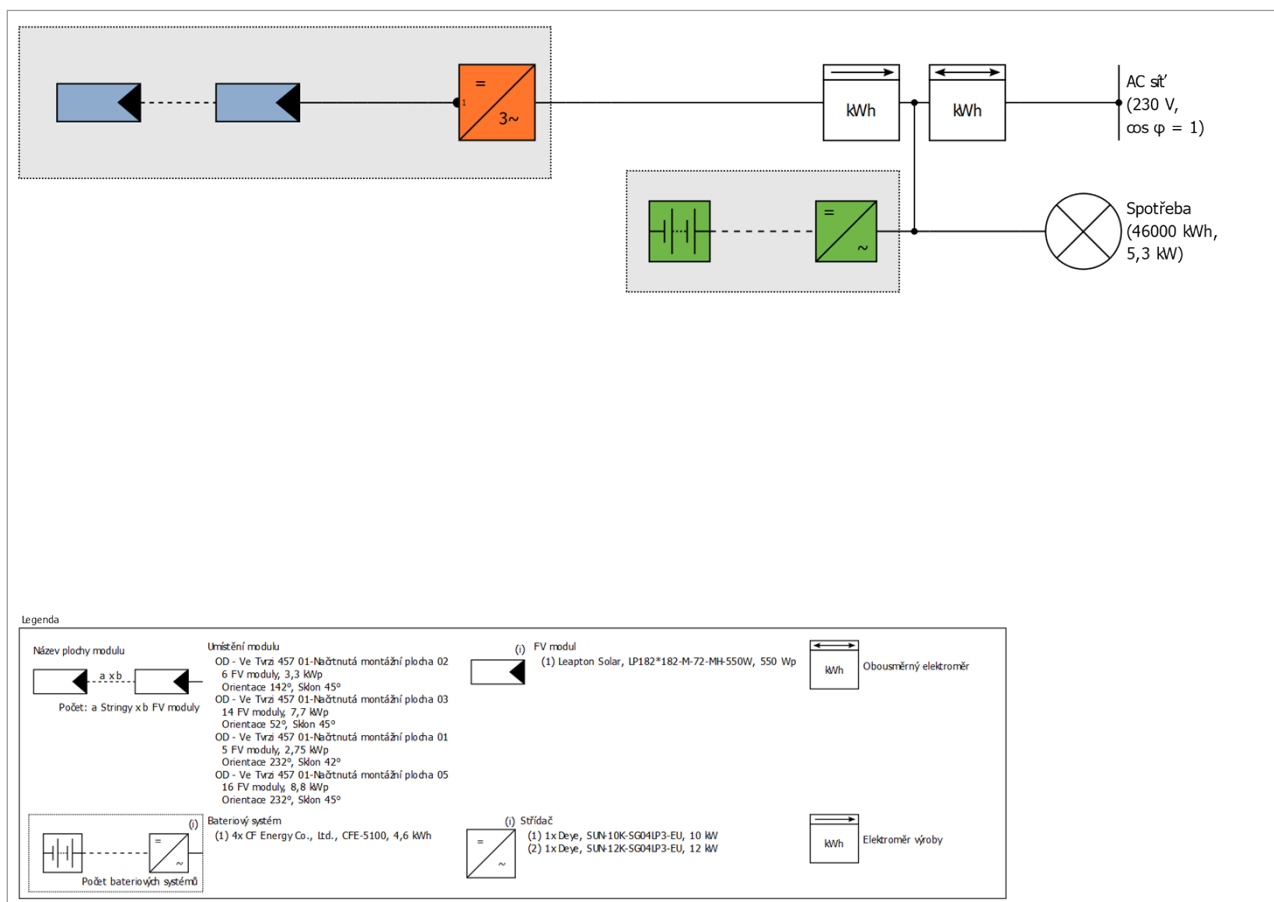 =
3~
1
kWh
kWh
AC síť
(230 V,
cos φ = 1)
=
~
Spotřeba
(46000 kWh,
5,3 kW)
Legenda
Název plochy modulu
a x b
Počet: a Stringy x b FV moduly
Umístění modulu
OD - Ve Tvrzi 457 01-Načrtnutá montážní plocha 02
6 FV moduly, 3,3 kWp
Orientace 142°, Sklon 45°
OD - Ve Tvrzi 457 01-Načrtnutá montážní plocha 03
14 FV moduly, 7,7 kWp
Orientace 52°, Sklon 45°
OD - Ve Tvrzi 457 01-Načrtnutá montážní plocha 01
5 FV moduly, 2,75 kWp
Orientace 232°, Sklon 42°
OD - Ve Tvrzi 457 01-Načrtnutá montážní plocha 05
16 FV moduly, 8,8 kWp
Orientace 232°, Sklon 45°
(i) FV modul
(1) Leapton Solar, LP182*182-M-72-MH-550W, 550 Wp
kWh
Obousměrný elektroměr
(i)
=
~
Počet bateriových systémů
Bateriový systém
(1) 4x CF Energy Co., Ltd., CFE-5100, 4,6 kWh
=
~
(i) Střídač
(1) 1x Deye, SUN-10K-SG04LP3-EU, 10 kW
(2) 1x Deye, SUN-12K-SG04LP3-EU, 12 kW
kWh
Elektroměr výroby